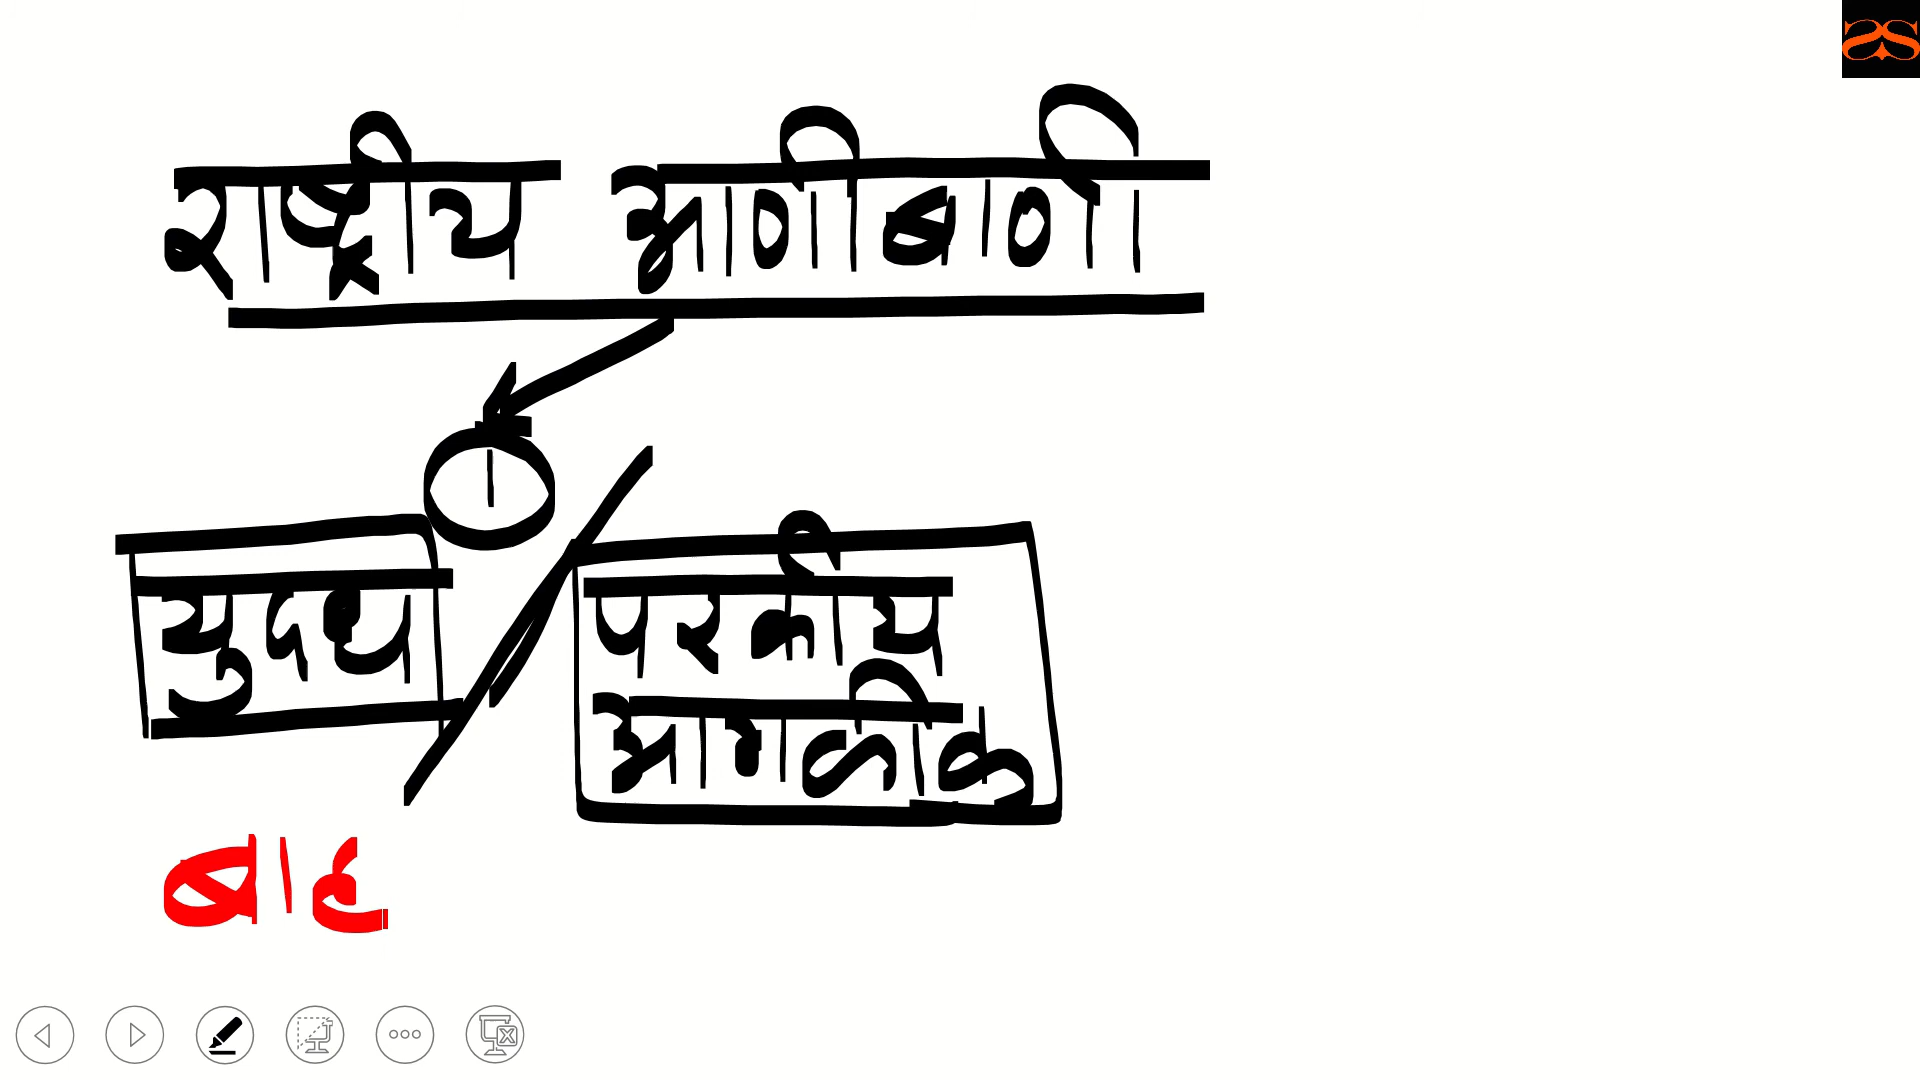 राष्ट्रीय आणीबाणी
1
युद्ध / परकीय
आगळीक
बाह